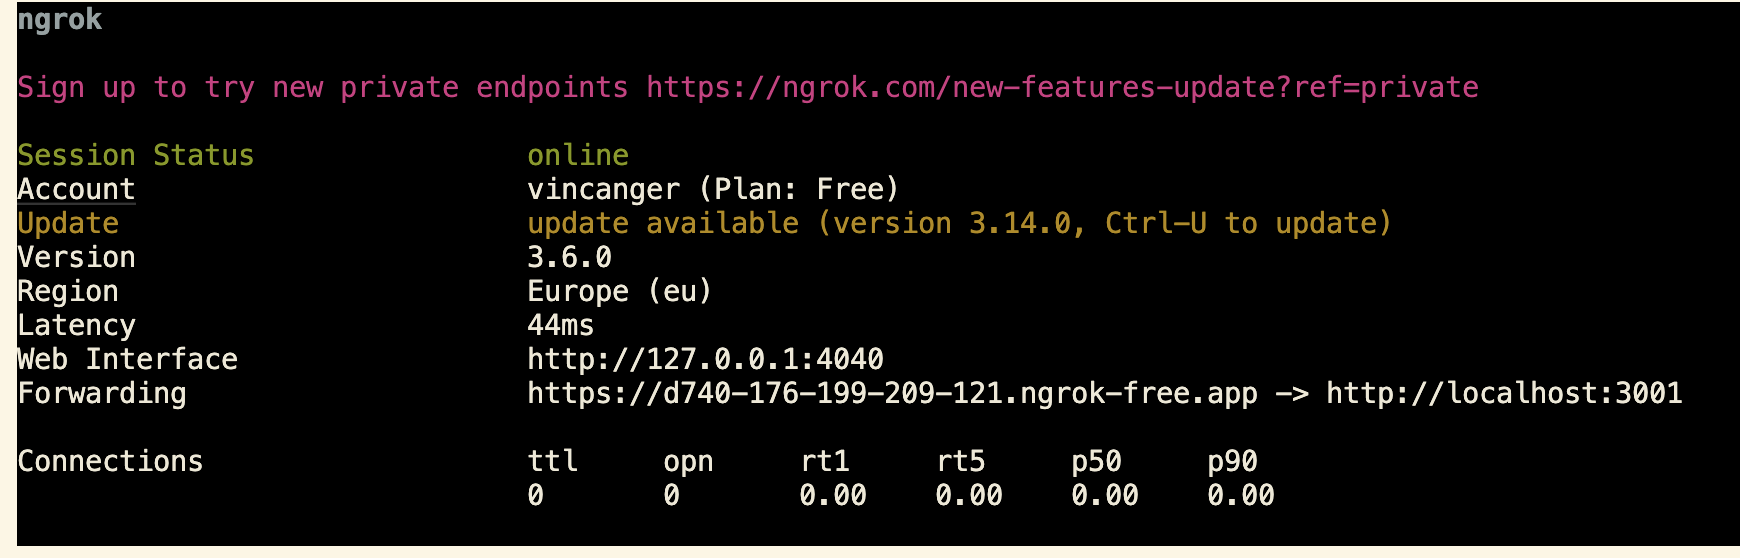 ngrok
Sign up to try new private endpoints https://ngrok.com/new-features-update?ref=private
Session Status online
Account vincanger (Plan: Free)
Update update available (version 3.14.0, Ctrl-U to update)
Version 3.6.0
Region Europe (eu)
Latency 44ms
Web Interface http://127.0.0.1:4040
Forwarding https://d740-176-199-209-121.ngrok-free.app -> http://localhost:3001
Connections ttl opn rt1 rt5 p50 p90
0 0 0.00 0.00 0.00 0.00